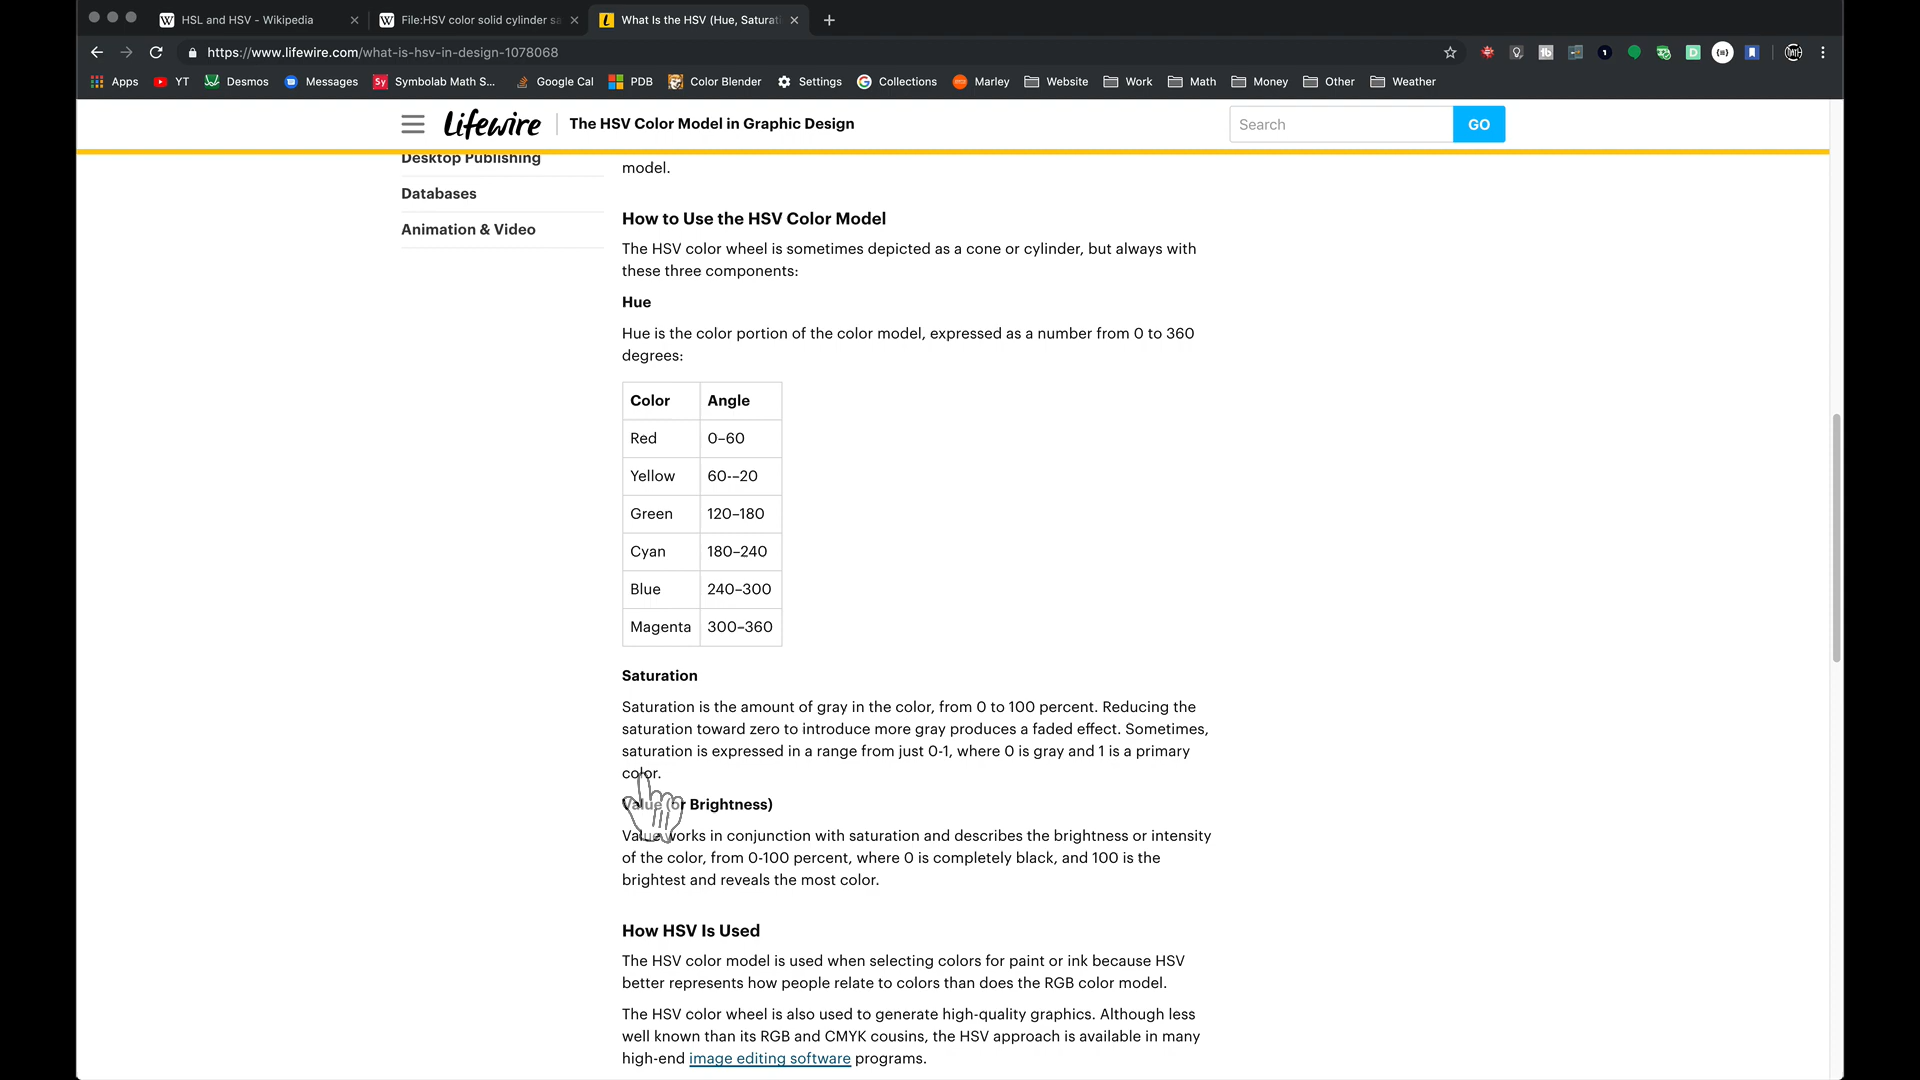 HSL and HSV - Wikipedia
File:HSV color solid cylinder sa
What Is the HSV (Hue, Saturati
https://www.lifewire.com/what-is-hsv-in-design-1078068
Apps
YT
Desmos
Messages
Sy
Symbolab Math S...
Google Cal
PDB
Color Blender
Settings
Collections
Marley
Website
Work
Math
Money
Other
Weather
Lifewire
The HSV Color Model in Graphic Design
Search
GO
Desktop Publishing
Databases
Animation & Video
model.
How to Use the HSV Color Model
The HSV color wheel is sometimes depicted as a cone or cylinder, but always with
these three components:
Hue
Hue is the color portion of the color model, expressed as a number from 0 to 360
degrees:
Color Angle
Red 0–60
Yellow 60-–20
Green 120–180
Cyan 180–240
Blue 240–300
Magenta 300–360
Saturation
Saturation is the amount of gray in the color, from 0 to 100 percent. Reducing the
saturation toward zero to introduce more gray produces a faded effect. Sometimes,
saturation is expressed in a range from just 0-1, where 0 is gray and 1 is a primary
color.
Value (or Brightness)
Value works in conjunction with saturation and describes the brightness or intensity
of the color, from 0-100 percent, where 0 is completely black, and 100 is the
brightest and reveals the most color.
How HSV Is Used
The HSV color model is used when selecting colors for paint or ink because HSV
better represents how people relate to colors than does the RGB color model.
The HSV color wheel is also used to generate high-quality graphics. Although less
well known than its RGB and CMYK cousins, the HSV approach is available in many
high-end image editing software programs.